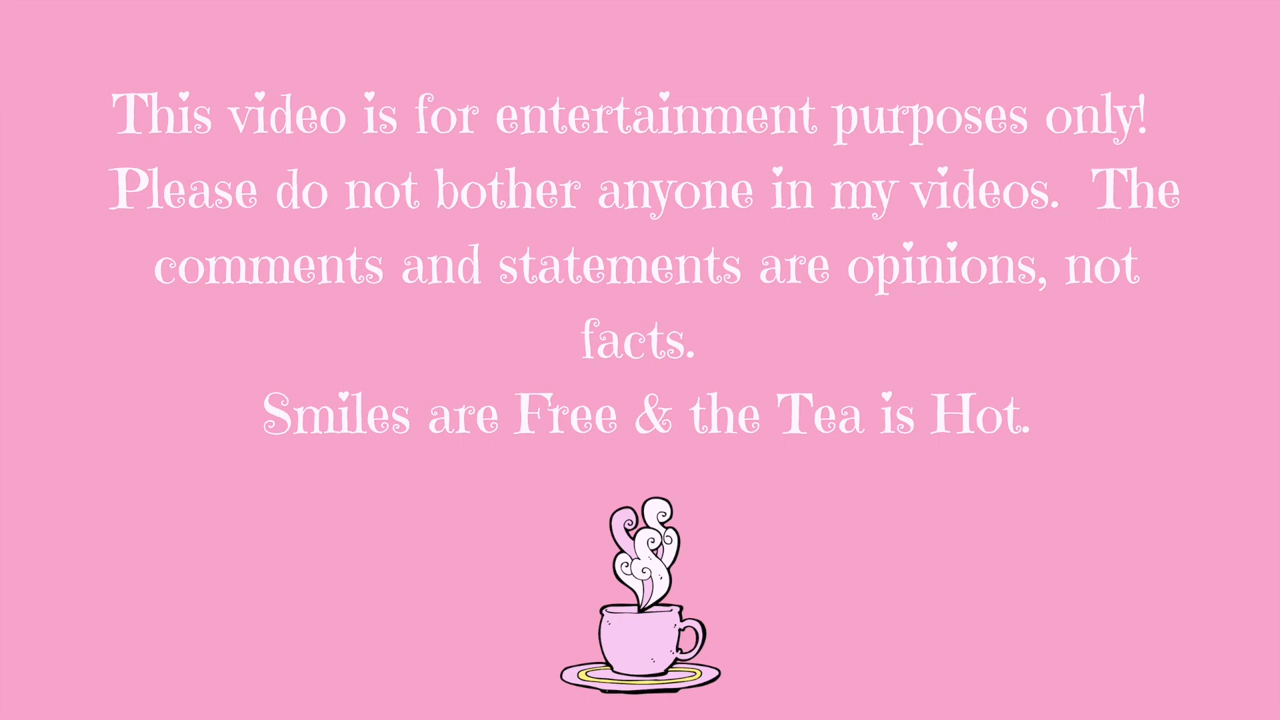 This video is for entertainment purposes only!
Please do not bother anyone in my videos.  The
comments and statements are opinions, not
facts.
Smiles are Free & the Tea is Hot.